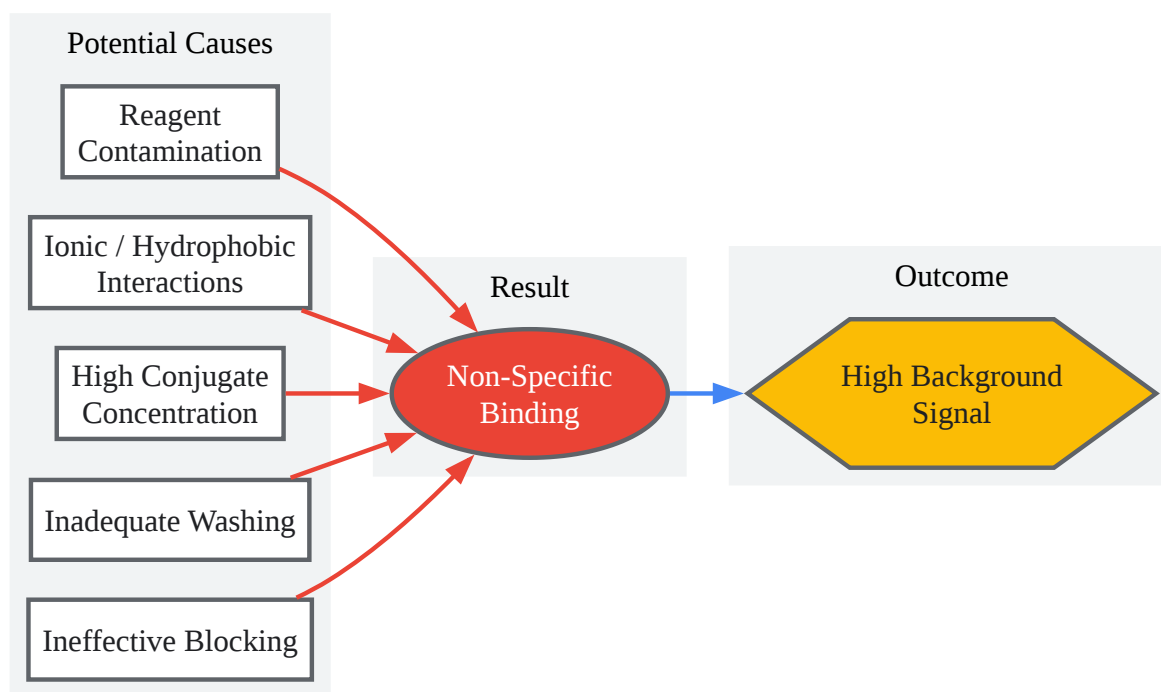 Potential Causes
Reagent
Contamination
Ionic / Hydrophobic
Interactions
High Conjugate
Concentration
Inadequate Washing
Ineffective Blocking
Result
Non-Specific
Binding
Outcome
High Background
Signal